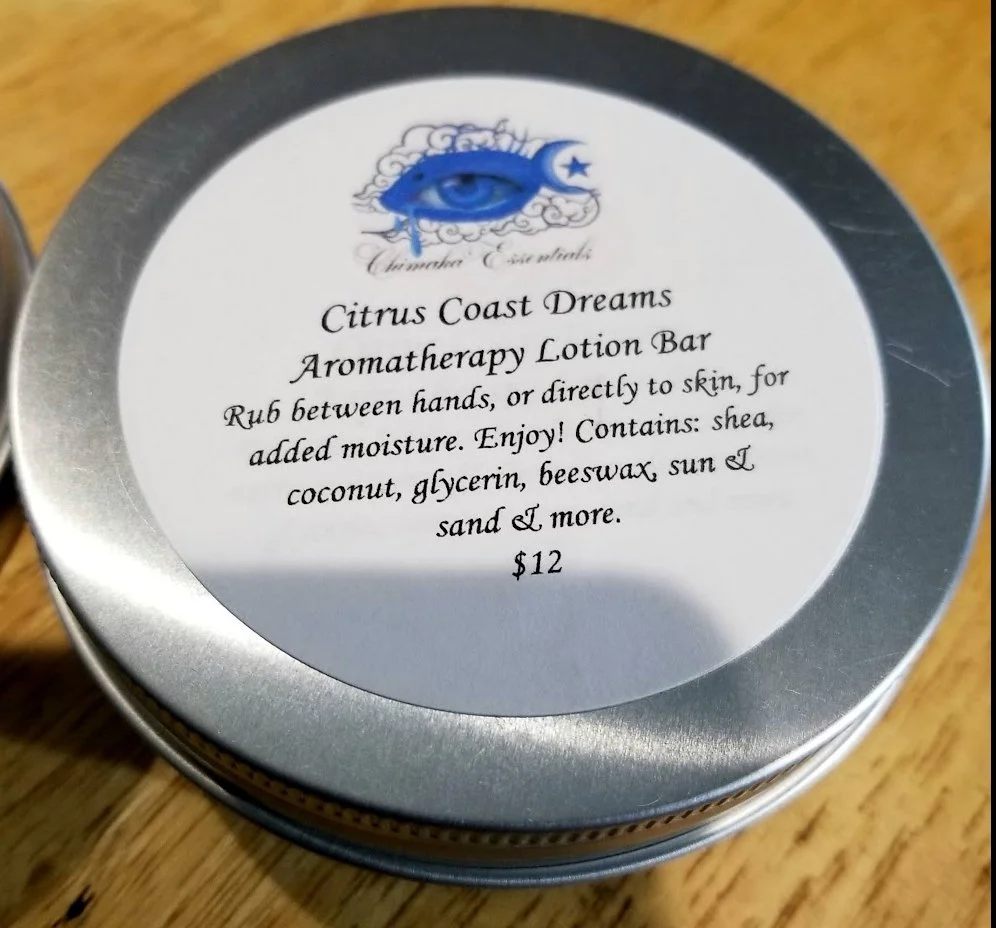 Chimaka' Essentials
Citrus Coast Dreams
Aromatherapy Lotion Bar
Rub between hands, or directly to skin, for
added moisture. Enjoy! Contains: shea,
coconut, glycerin, beeswax, sun &
sand & more.
$12